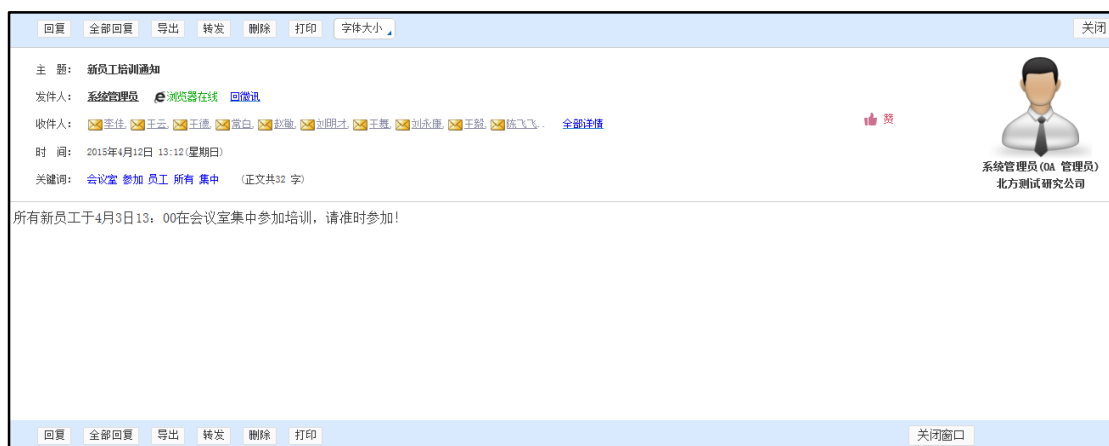 回复 全部回复 导出 转发 删除 打印 字体大小 关闭
主 题: 新员工培训通知
发件人: 系统管理员 浏览器在线 回微讯
收件人: 李佳, 王云, 王德, 常白, 赵敏, 刘明才, 王舞, 刘永康, 王毅, 陈飞飞.. 全部详情
赞
时 间: 2015年4月12日 13:12(星期日)
关键词: 会议室 参加 员工 所有 集中 (正文共32 字)
系统管理员(OA 管理员)
北方测试研究公司
所有新员工于4月3日13：00在会议室集中参加培训，请准时参加!
回复 全部回复 导出 转发 删除 打印 关闭窗口